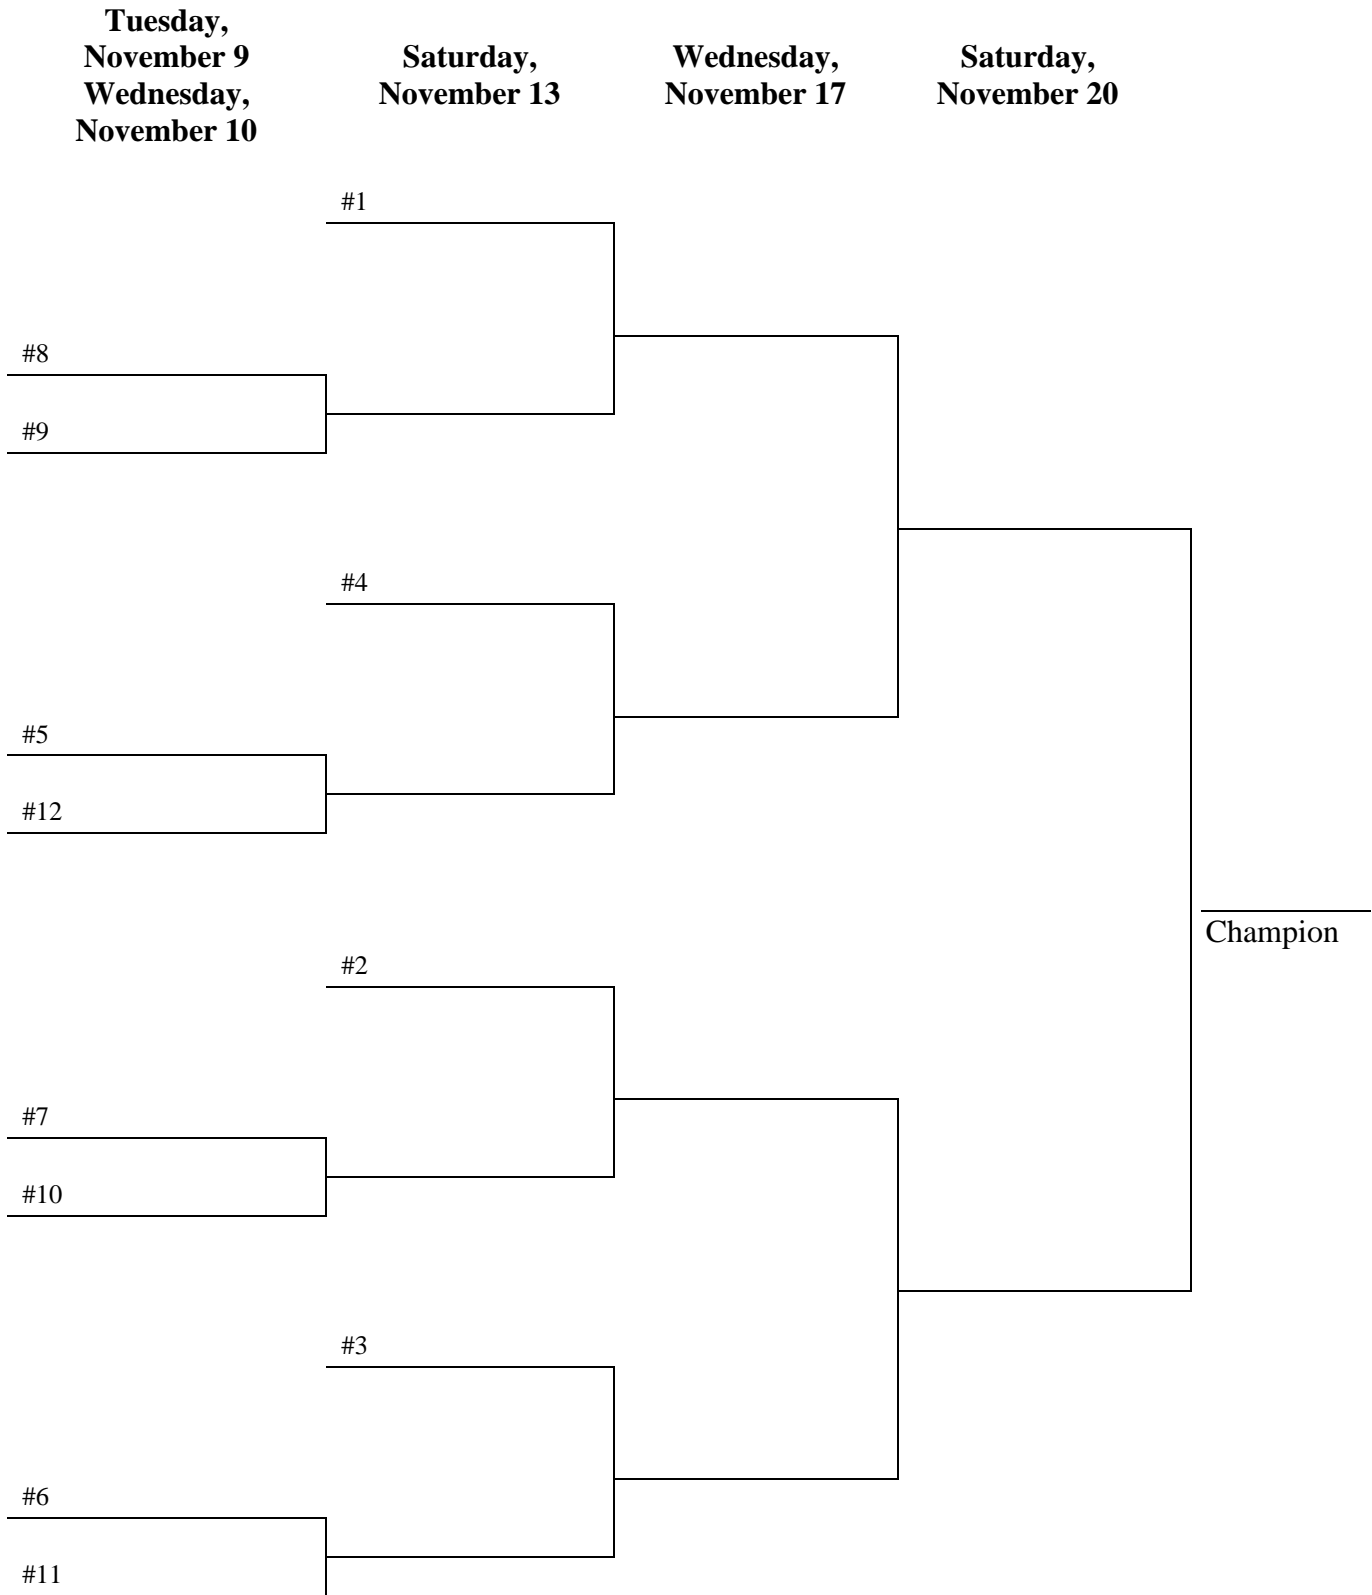 Tuesday,
November 9
Wednesday,
November 10
Saturday,
November 13
Wednesday,
November 17
Saturday,
November 20
#1
#8
#9
#4
#5
#12
Champion
#2
#7
#10
#3
#6
#11